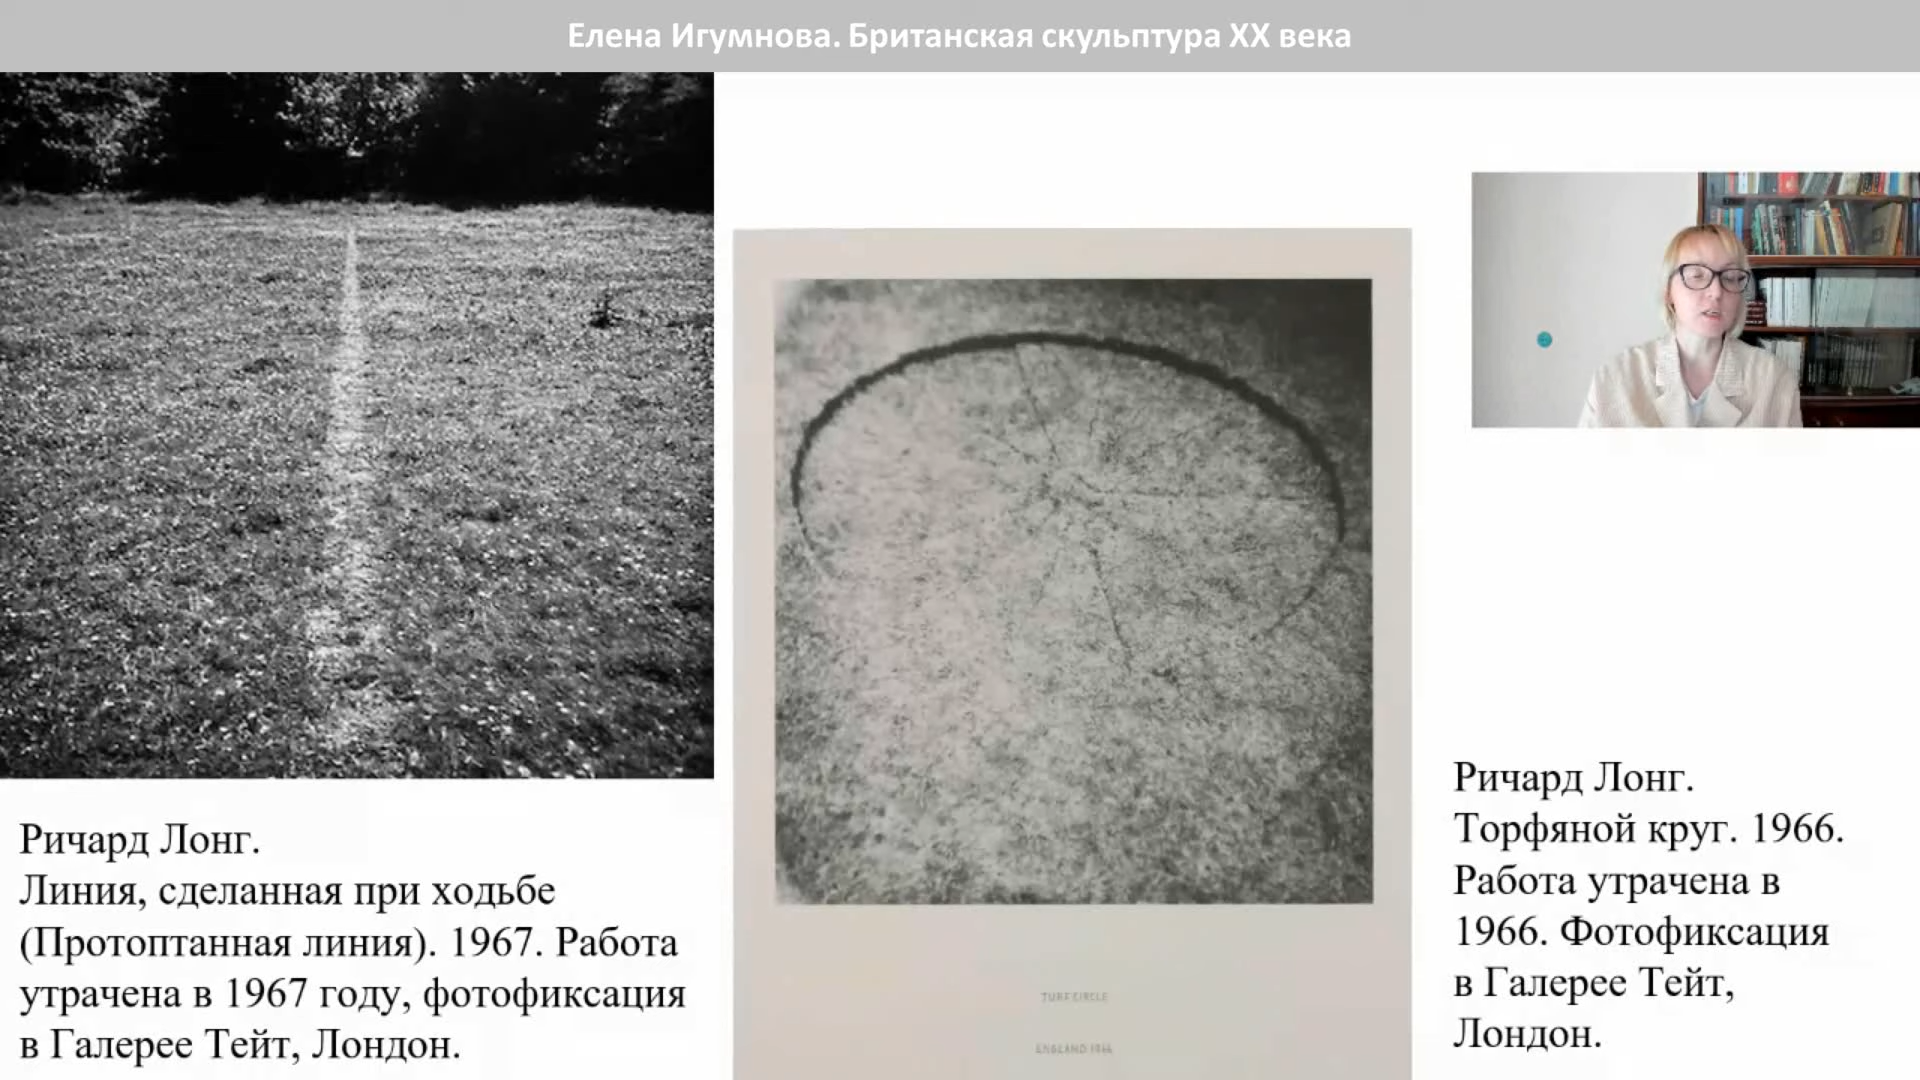 Елена Игумнова. Британская скульптура XX века
Ричард Лонг.
Линия, сделанная при ходьбе
(Протоптанная линия). 1967. Работа
утрачена в 1967 году, фотофиксация
в Галерее Тейт, Лондон.
TURF CIRCLE
ENGLAND 1966
Ричард Лонг.
Торфяной круг. 1966.
Работа утрачена в
1966. Фотофиксация
в Галерее Тейт,
Лондон.